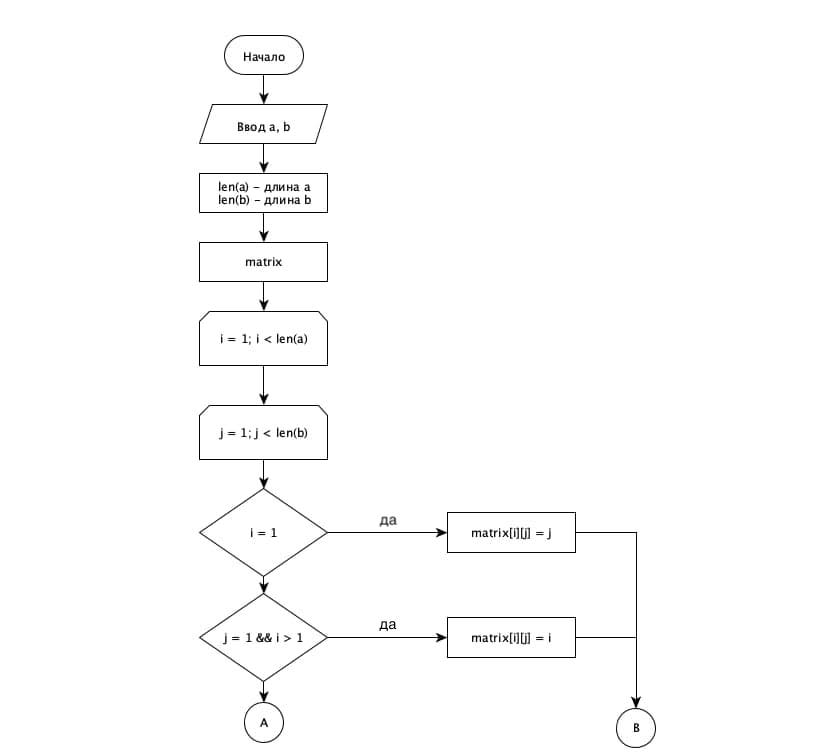 Начало
Ввод a, b
len(a) – длина a
len(b) – длина b
matrix
i = 1; i < len(a)
j = 1; j < len(b)
i = 1
да
matrix[i][j] = j
j = 1 && i > 1
да
matrix[i][j] = i
A
B